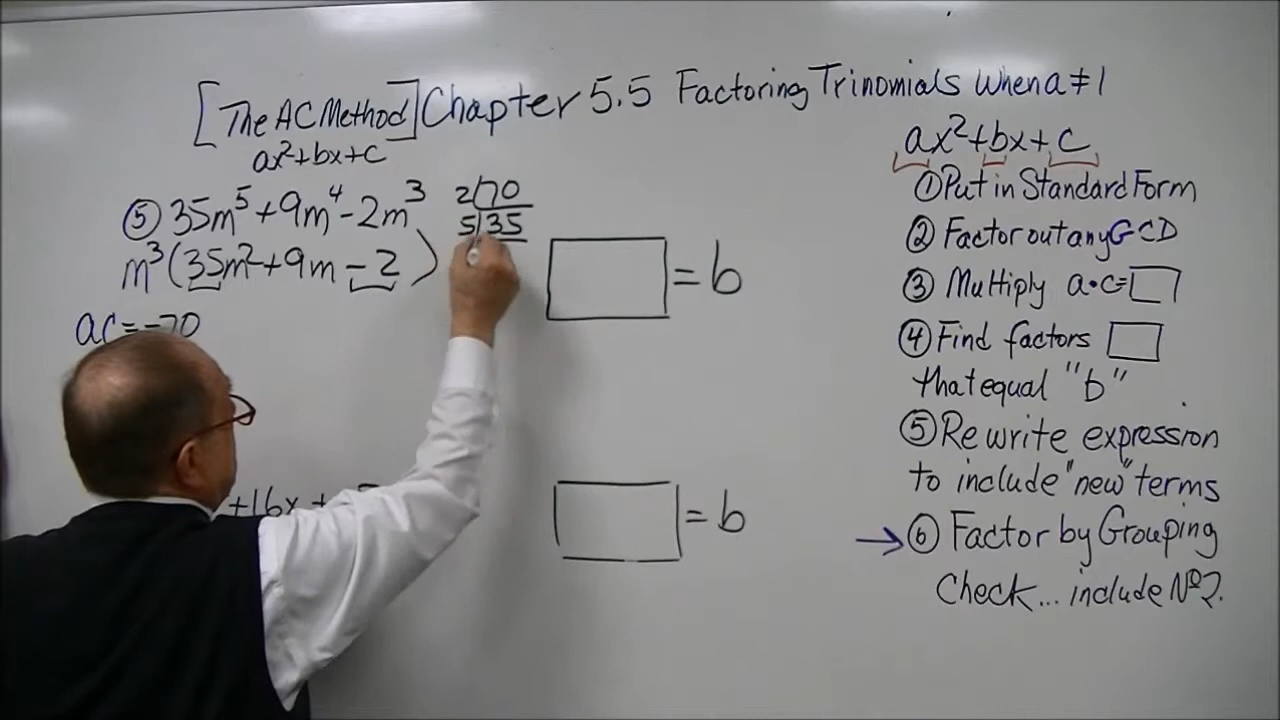 [The AC Method] Chapter 5.5 Factoring Trinomials When a ≠ 1
ax²+bx+c
⑤ 35m⁵+9m⁴-2m³
m³(35m²+9m-2)
ac=-70
2 70
5 35
□ = b
+16x+
□ = b
ax²+bx+c
① Put in Standard Form
② Factor out any GCD
③ Multiply a•c=□
④ Find factors □
that equal "b"
⑤ Rewrite expression
to include "new" terms
→ ⑥ Factor by Grouping
Check... include Nº2.